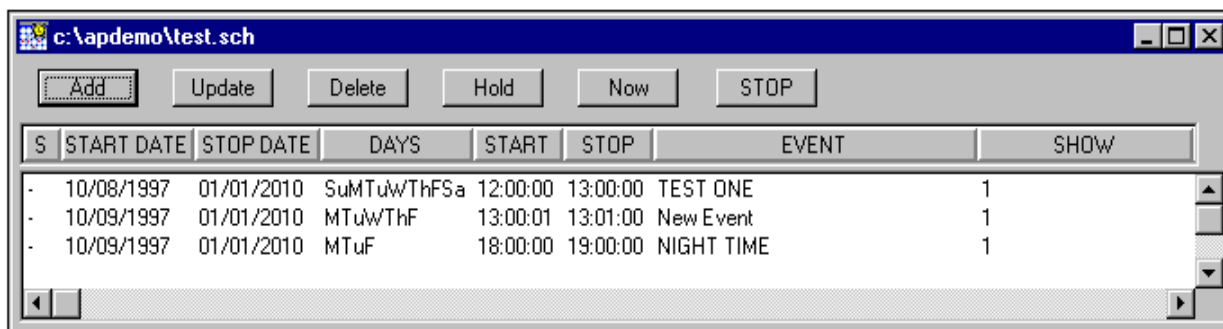 c:\apdemo\test.sch
Add Update Delete Hold Now STOP
S START DATE STOP DATE DAYS START STOP EVENT SHOW
- 10/08/1997 01/01/2010 SuMTuWThFSa 12:00:00 13:00:00 TEST ONE 1
- 10/09/1997 01/01/2010 MTuWThF 13:00:01 13:01:00 New Event 1
- 10/09/1997 01/01/2010 MTuF 18:00:00 19:00:00 NIGHT TIME 1